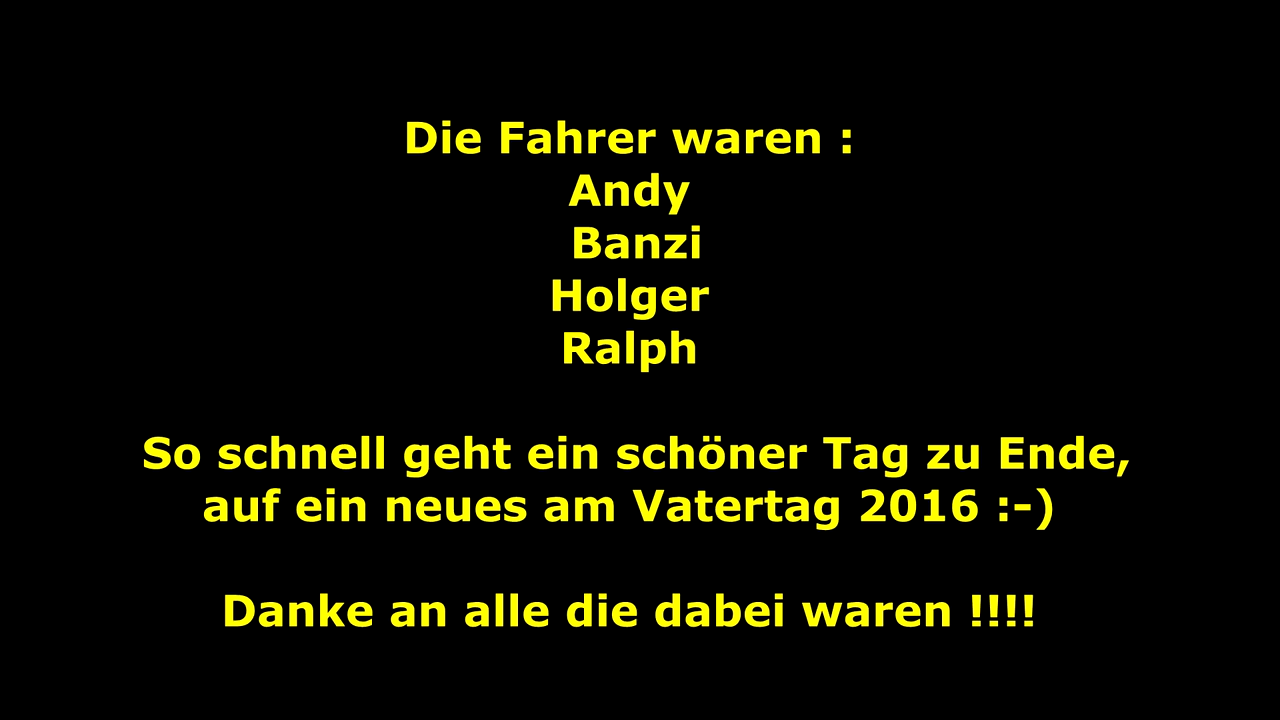 Die Fahrer waren :
Andy
Banzi
Holger
Ralph
So schnell geht ein schöner Tag zu Ende,
auf ein neues am Vatertag 2016 :-)
Danke an alle die dabei waren !!!!